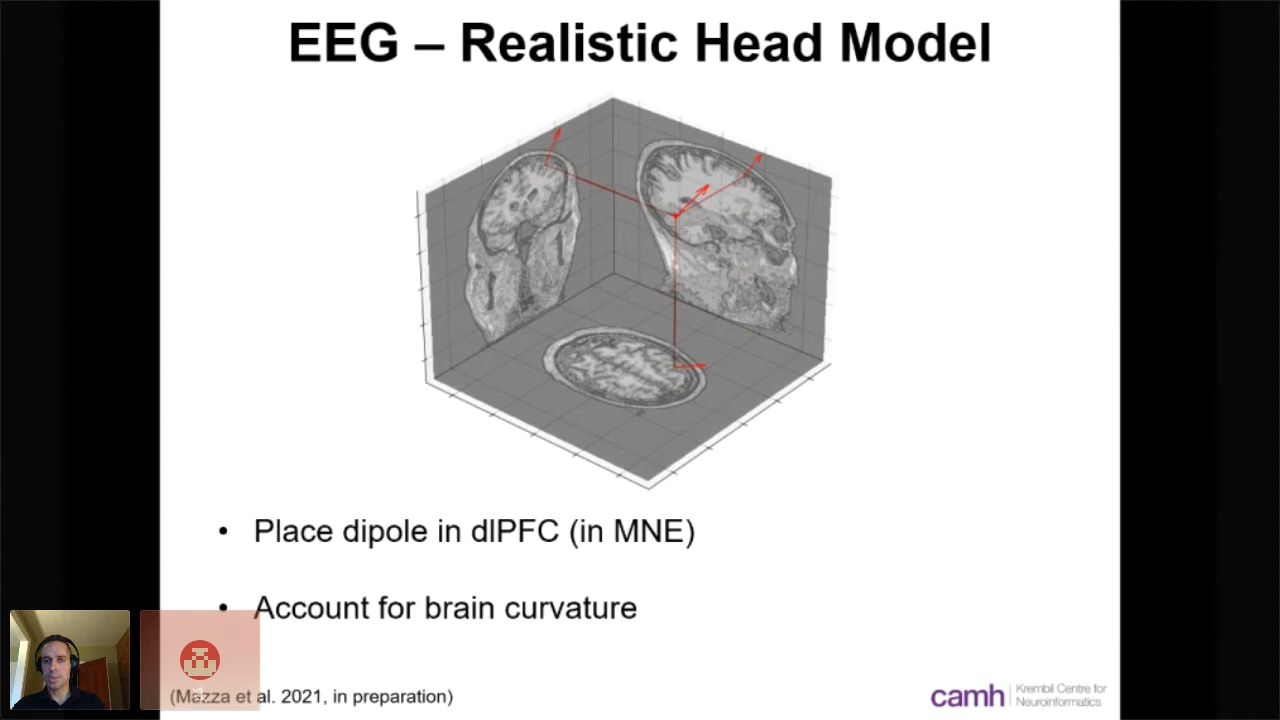 EEG – Realistic Head Model
• Place dipole in dlPFC (in MNE)
• Account for brain curvature
(Mazza et al. 2021, in preparation)
camh
Krembil Centre for
Neuroinformatics